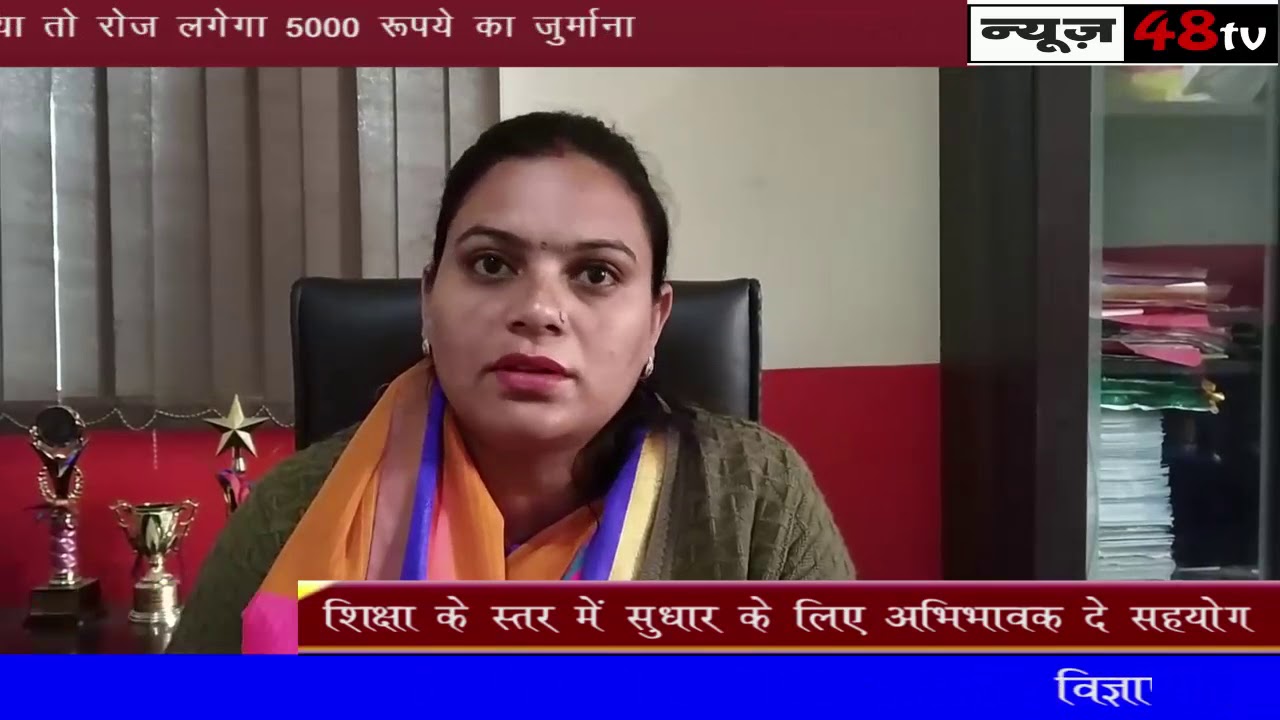 या तो रोज लगेगा 5000 रूपये का जुर्माना
न्यूज़ 48tv
शिक्षा के स्तर में सुधार के लिए अभिभावक दे सहयोग
विज्ञा